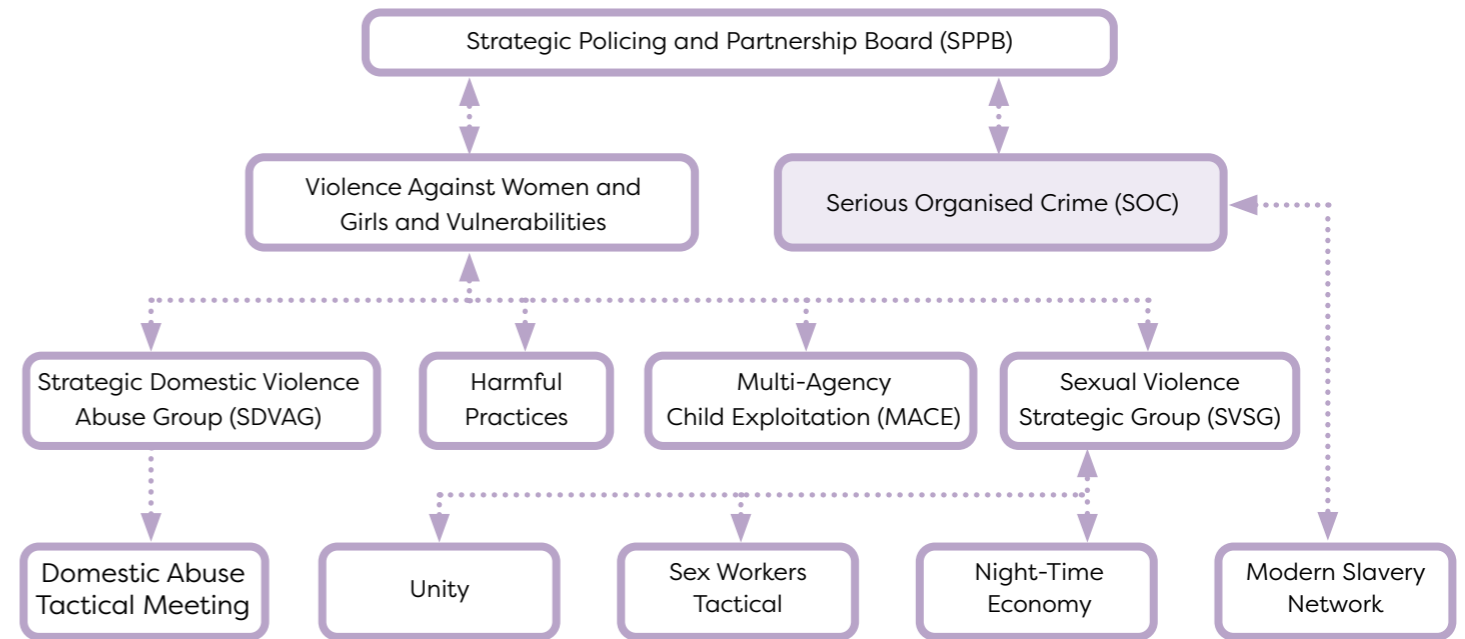 Strategic Policing and Partnership Board (SPPB)
Violence Against Women and
Girls and Vulnerabilities
Serious Organised Crime (SOC)
Strategic Domestic Violence
Abuse Group (SDVAG)
Harmful
Practices
Multi-Agency
Child Exploitation (MACE)
Sexual Violence
Strategic Group (SVSG)
Domestic Abuse
Tactical Meeting
Unity
Sex Workers
Tactical
Night-Time
Economy
Modern Slavery
Network